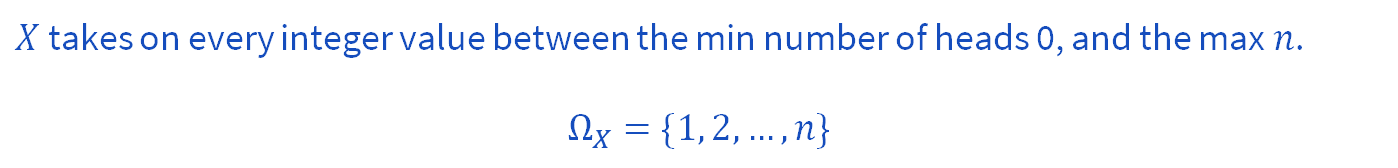 X takes on every integer value between the min number of heads 0, and the max n.
Ω_X = {1, 2, ... , n}